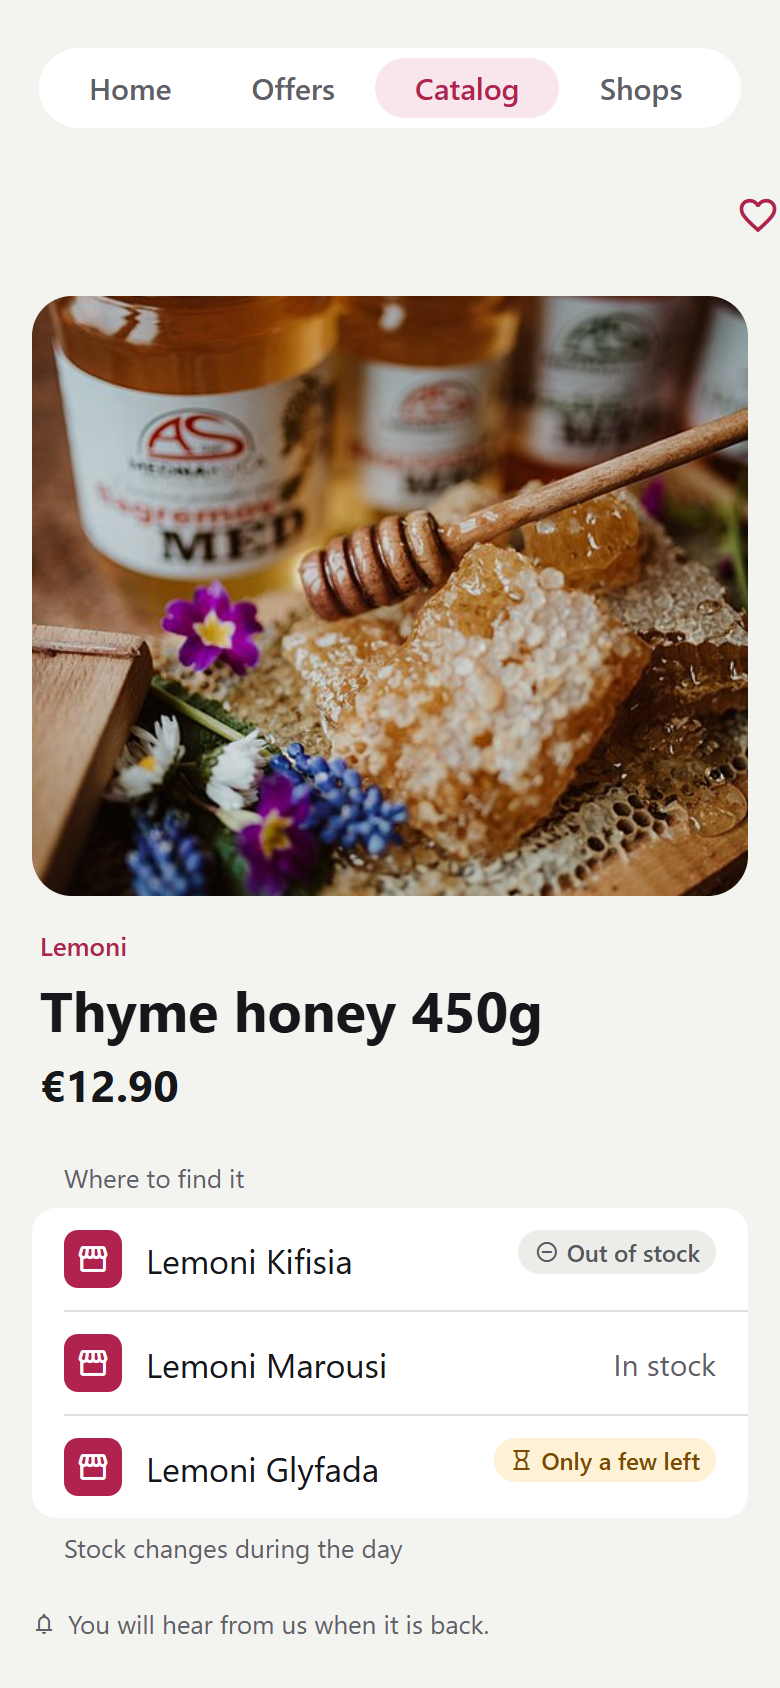 Home
Offers
Catalog
Shops
AS
MED
Lemoni
Thyme honey 450g
€12.90
Where to find it
Lemoni Kifisia
Out of stock
Lemoni Marousi
In stock
Lemoni Glyfada
Only a few left
Stock changes during the day
You will hear from us when it is back.